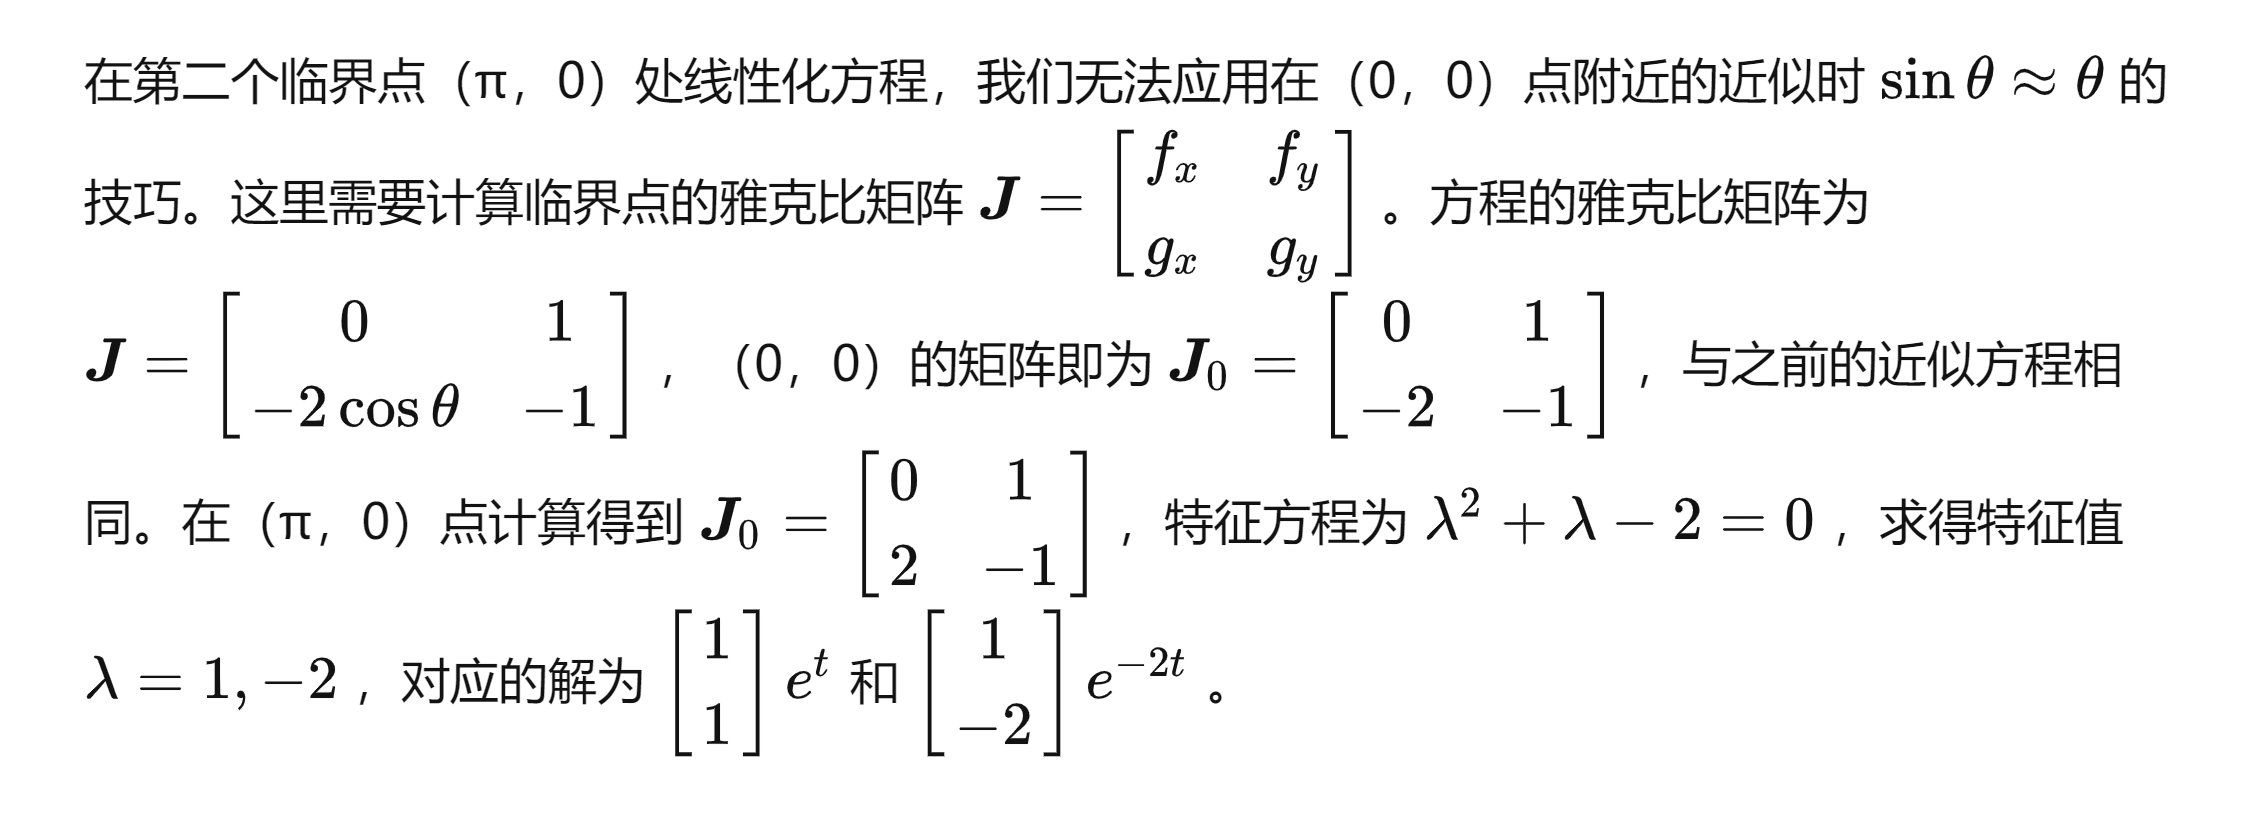 在第二个临界点（π，0）处线性化方程，我们无法应用在（0，0）点附近的近似时 $\sin\theta \approx \theta$ 的
技巧。这里需要计算临界点的雅克比矩阵 $\boldsymbol{J} = \begin{bmatrix} f_x & f_y \\ g_x & g_y \end{bmatrix}$ 。方程的雅克比矩阵为
$\boldsymbol{J} = \begin{bmatrix} 0 & 1 \\ -2\cos\theta & -1 \end{bmatrix}$ ，（0，0）的矩阵即为 $\boldsymbol{J}_0 = \begin{bmatrix} 0 & 1 \\ -2 & -1 \end{bmatrix}$ ，与之前的近似方程相
同。在（π，0）点计算得到 $\boldsymbol{J}_0 = \begin{bmatrix} 0 & 1 \\ 2 & -1 \end{bmatrix}$ ，特征方程为 $\lambda^2 + \lambda - 2 = 0$ ，求得特征值
$\lambda = 1, -2$ ，对应的解为 $\begin{bmatrix} 1 \\ 1 \end{bmatrix} e^t$ 和 $\begin{bmatrix} 1 \\ -2 \end{bmatrix} e^{-2t}$ 。